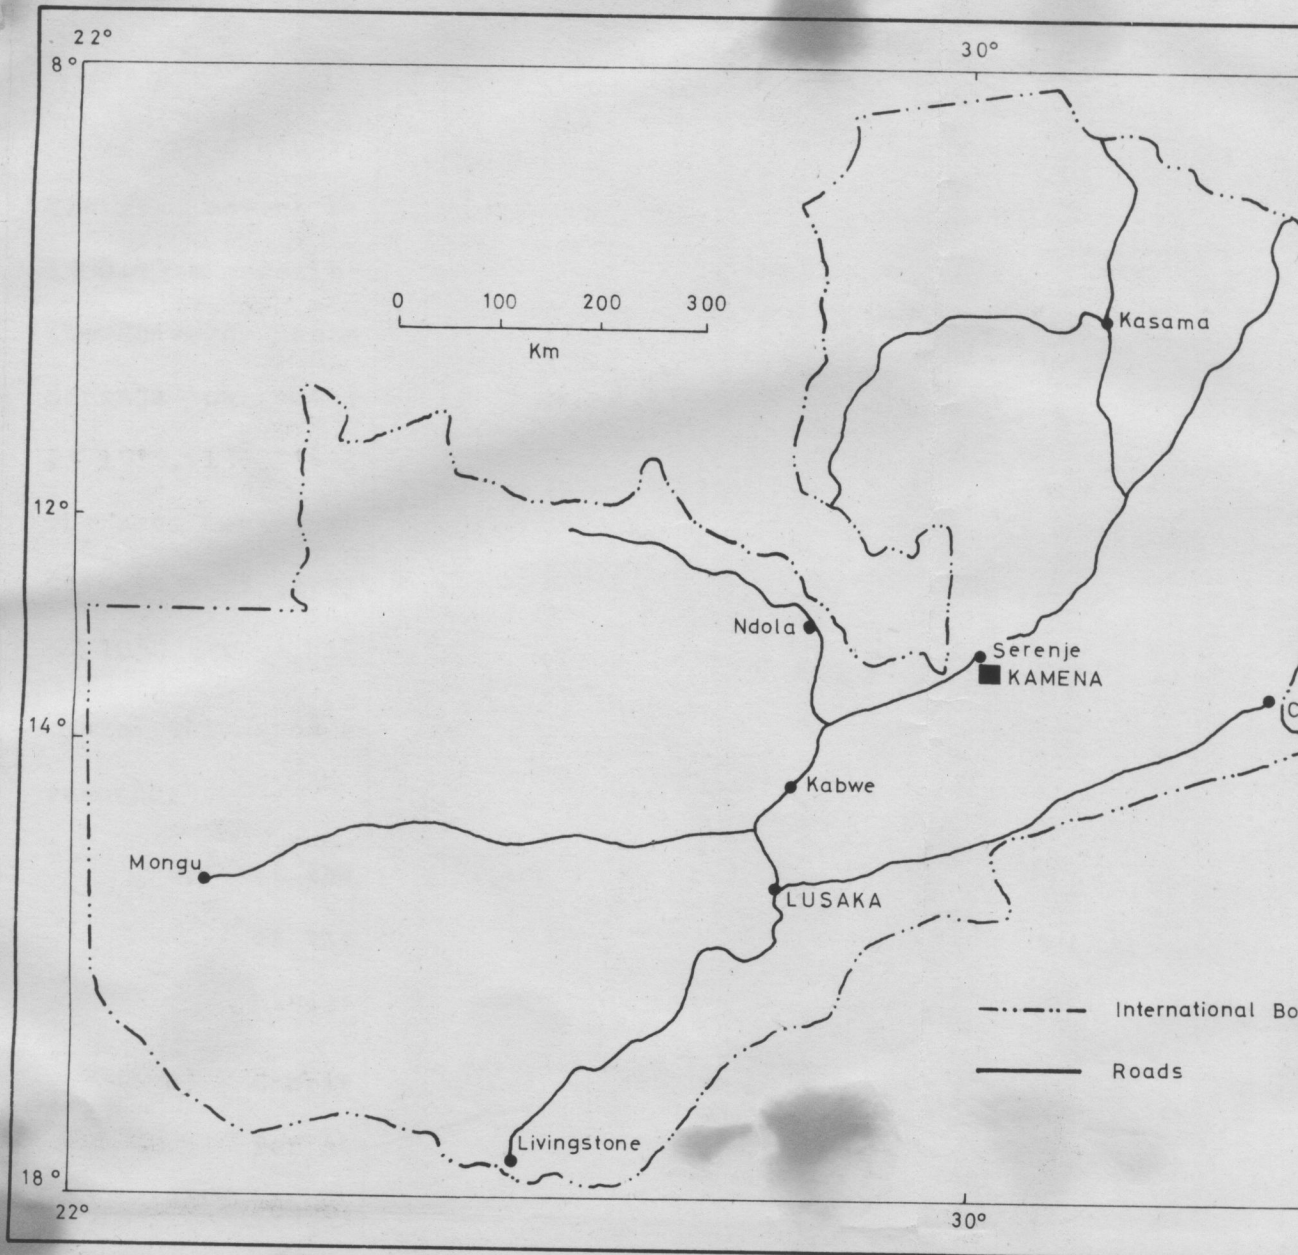 22°
30°
8°
0 100 200 300
Km
Kasama
12°
Ndola
Serenje
KAMENA
14°
C
Kabwe
Mongu
LUSAKA
International Bo
Roads
Livingstone
18°
22°
30°